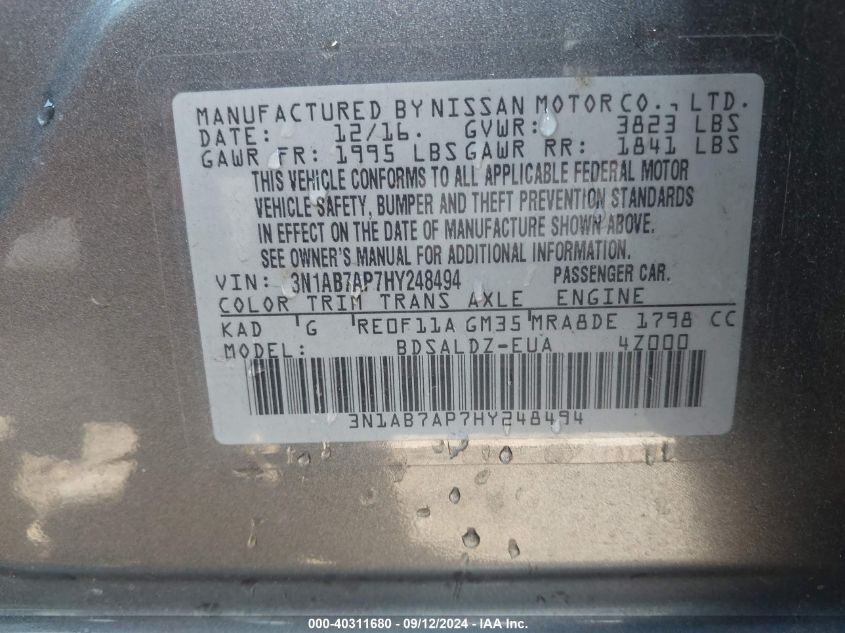 MANUFACTURED BY NISSAN MOTOR CO., LTD.
DATE: 12/16. GVWR: 3823 LBS
GAWR FR: 1995 LBS GAWR RR: 1841 LBS
THIS VEHICLE CONFORMS TO ALL APPLICABLE FEDERAL MOTOR
VEHICLE SAFETY, BUMPER AND THEFT PREVENTION STANDARDS
IN EFFECT ON THE DATE OF MANUFACTURE SHOWN ABOVE.
SEE OWNER'S MANUAL FOR ADDITIONAL INFORMATION.
VIN: 3N1AB7AP7HY248494 PASSENGER CAR.
COLOR TRIM TRANS AXLE ENGINE
KAD G RE0F11A GM35 MRA8DE 1798 CC
MODEL: BDSALDZ-EUA 4Z000
3N1AB7AP7HY248494
000-40311680 - 09/12/2024 - IAA Inc.